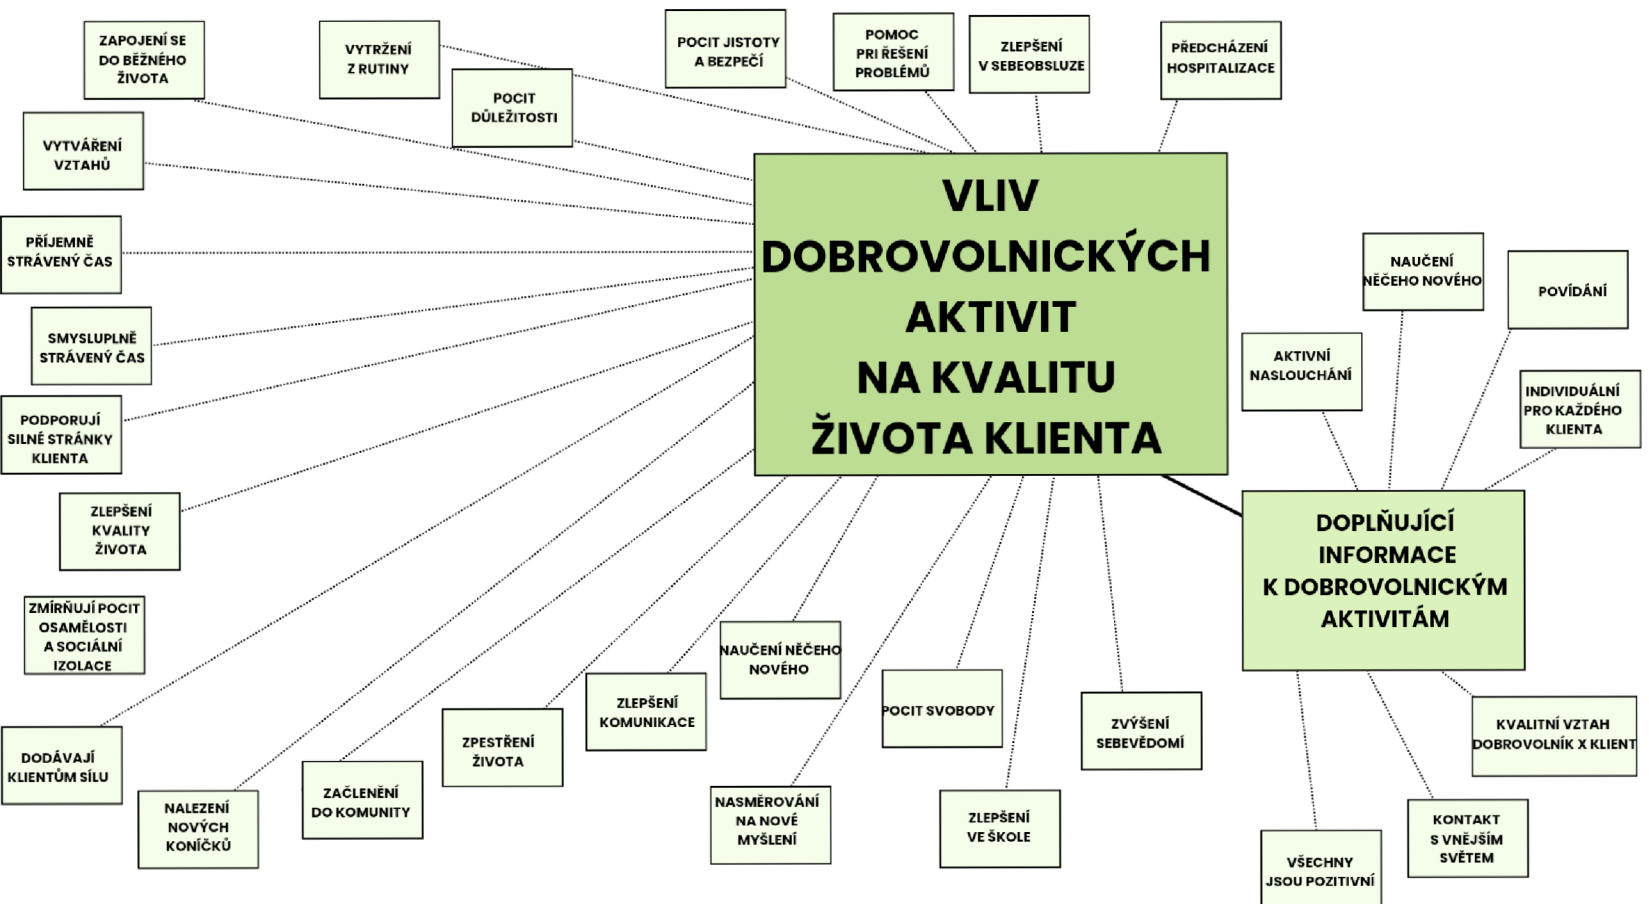 ZAPOJENÍ SE
DO BĚŽNÉHO
ŽIVOTA
VYTRŽENÍ
Z RUTINY
POCIT
DŮLEŽITOSTI
POCIT JISTOTY
A BEZPEČÍ
POMOC
PRI ŘEŠENÍ
PROBLÉMŮ
ZLEPŠENÍ
V SEBEOBSLUZE
PŘEDCHÁZENÍ
HOSPITALIZACE
VYTVÁŘENÍ
VZTAHŮ
PŘÍJEMNĚ
STRÁVENÝ ČAS
SMYSLUPLNĚ
STRÁVENÝ ČAS
PODPORUJÍ
SILNÉ STRÁNKY
KLIENTA
ZLEPŠENÍ
KVALITY
ŽIVOTA
ZMÍRŇUJÍ POCIT
OSAMĚLOSTI
A SOCIÁLNÍ
IZOLACE
DODÁVAJÍ
KLIENTŮM SÍLU
NALEZENÍ
NOVÝCH
KONÍČKŮ
ZAČLENĚNÍ
DO KOMUNITY
ZPESTŘENÍ
ŽIVOTA
ZLEPŠENÍ
KOMUNIKACE
NAUČENÍ NĚČEHO
NOVÉHO
NASMĚROVÁNÍ
NA NOVÉ
MYŠLENÍ
POCIT SVOBODY
ZLEPŠENÍ
VE ŠKOLE
ZVÝŠENÍ
SEBEVĚDOMÍ
VLIV
DOBROVOLNICKÝCH
AKTIVIT
NA KVALITU
ŽIVOTA KLIENTA
AKTIVNÍ
NASLOUCHÁNÍ
NAUČENÍ
NĚČEHO NOVÉHO
POVÍDÁNÍ
INDIVIDUÁLNÍ
PRO KAŽDÉHO
KLIENTA
DOPLŇUJÍCÍ
INFORMACE
K DOBROVOLNICKÝM
AKTIVITÁM
KVALITNÍ VZTAH
DOBROVOLNÍK X KLIENT
KONTAKT
S VNĚJŠÍM
SVĚTEM
VŠECHNY
JSOU POZITIVNÍ